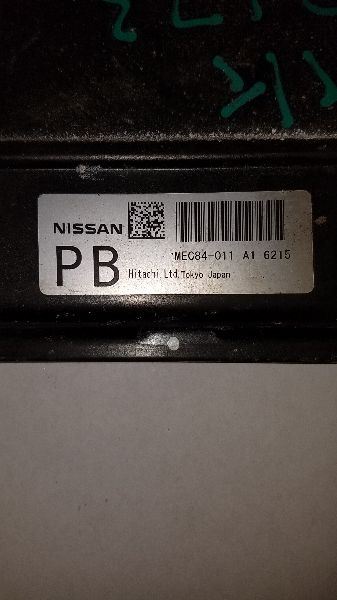 NISSAN
PB
MEC84-011 A1 6215
Hitachi,Ltd.Tokyo Japan